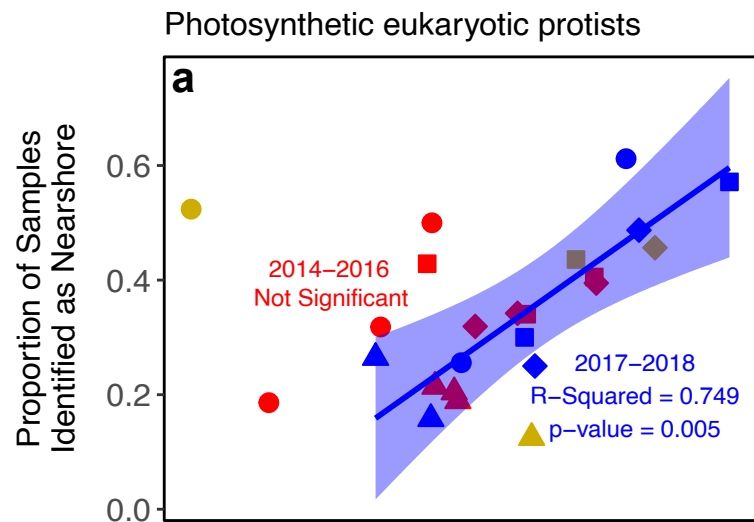 Photosynthetic eukaryotic protists
a
Proportion of Samples
Identified as Nearshore
0.6
0.4
0.2
0.0
2014−2016
Not Significant
2017−2018
R−Squared = 0.749
p−value = 0.005